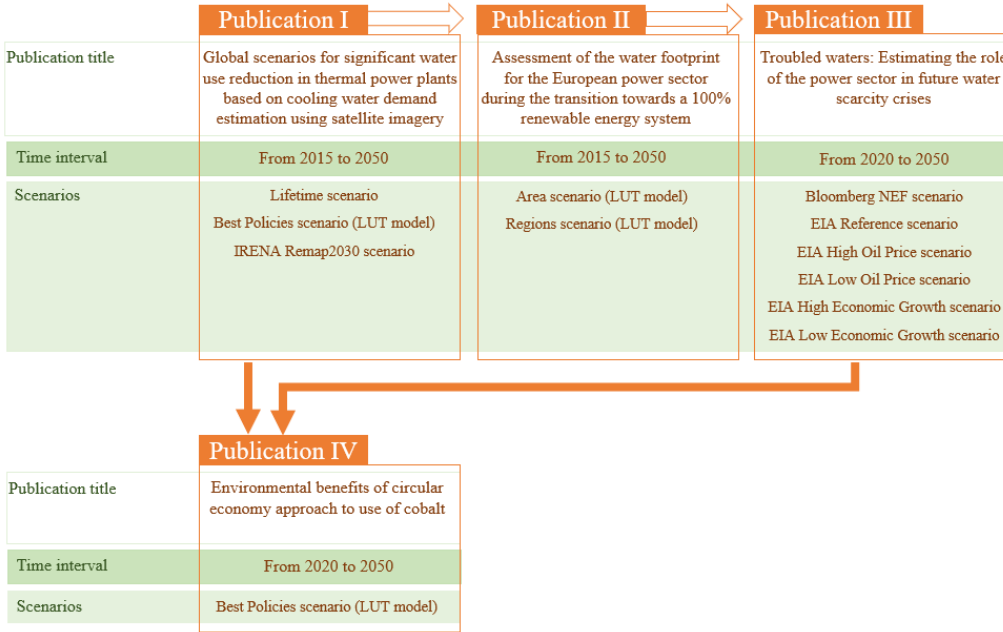 Publication I
Publication II
Publication III
Publication title
Global scenarios for significant water
use reduction in thermal power plants
based on cooling water demand
estimation using satellite imagery
Assessment of the water footprint
for the European power sector
during the transition towards a 100%
renewable energy system
Troubled waters: Estimating the role
of the power sector in future water
scarcity crises
Time interval
From 2015 to 2050
From 2015 to 2050
From 2020 to 2050
Scenarios
Lifetime scenario
Best Policies scenario (LUT model)
IRENA Remap2030 scenario
Area scenario (LUT model)
Regions scenario (LUT model)
Bloomberg NEF scenario
EIA Reference scenario
EIA High Oil Price scenario
EIA Low Oil Price scenario
EIA High Economic Growth scenario
EIA Low Economic Growth scenario
Publication IV
Publication title
Environmental benefits of circular
economy approach to use of cobalt
Time interval
From 2020 to 2050
Scenarios
Best Policies scenario (LUT model)